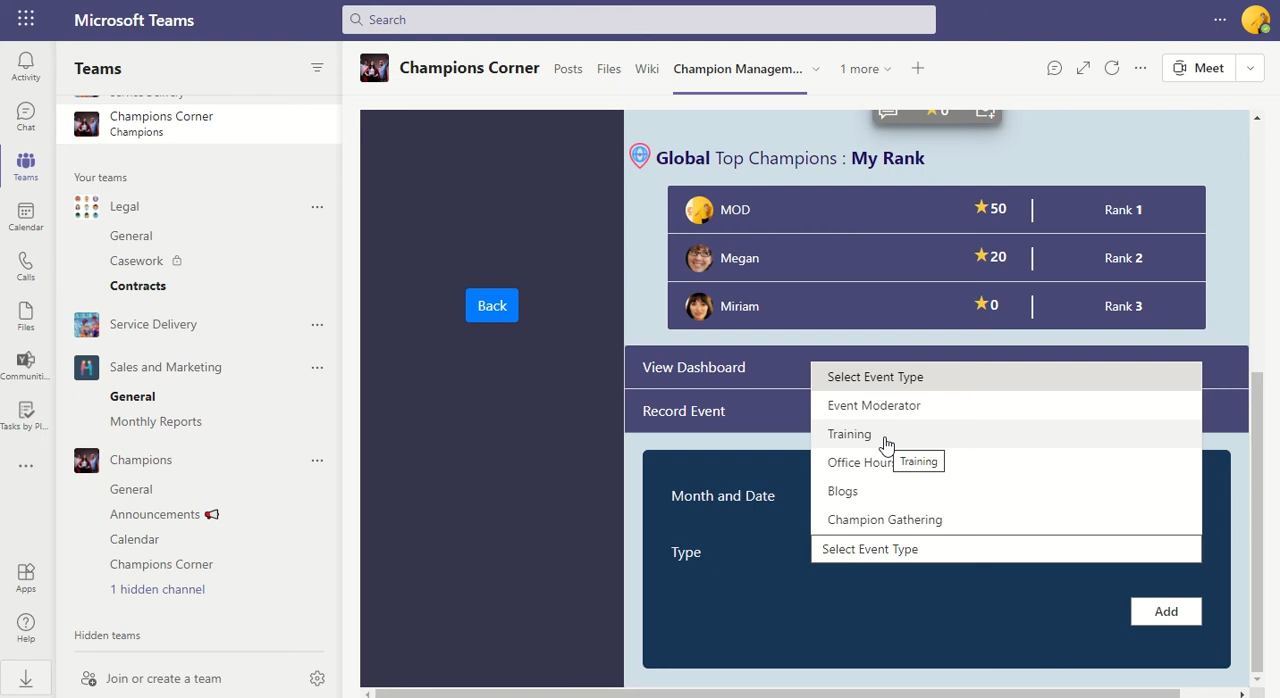 Microsoft Teams
Search
Activity
Chat
Teams
Calendar
Calls
Files
Communiti...
Tasks by Pl...
Apps
Help
Teams
Champions Corner
Champions
Your teams
Legal
General
Casework
Contracts
Service Delivery
Sales and Marketing
General
Monthly Reports
Champions
General
Announcements
Calendar
Champions Corner
1 hidden channel
Hidden teams
Join or create a team
Champions Corner
Posts
Files
Wiki
Champion Managem...
1 more
Meet
Back
Global Top Champions : My Rank
MOD 50 Rank 1
Megan 20 Rank 2
Miriam 0 Rank 3
View Dashboard
Record Event
Select Event Type
Event Moderator
Training
Training
Office Hour
Blogs
Champion Gathering
Month and Date
Type
Select Event Type
Add